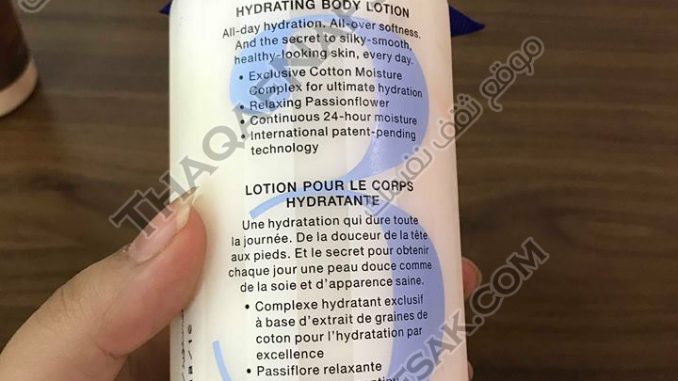 HYDRATING BODY LOTION
All-day hydration. All-over softness.
And the secret to silky-smooth,
healthy-looking skin, every day.
• Exclusive Cotton Moisture
Complex for ultimate hydration
• Relaxing Passionflower
• Continuous 24-hour moisture
• International patent-pending
technology
LOTION POUR LE CORPS
HYDRATANTE
Une hydratation qui dure toute
la journée. De la douceur de la tête
aux pieds. Et le secret pour obtenir
chaque jour une peau douce comme
de la soie et d'apparence saine.
• Complexe hydratant exclusif
à base d'extrait de graines de
coton pour l'hydratation par
excellence
• Passiflore relaxante
موقع ثقف نفسك